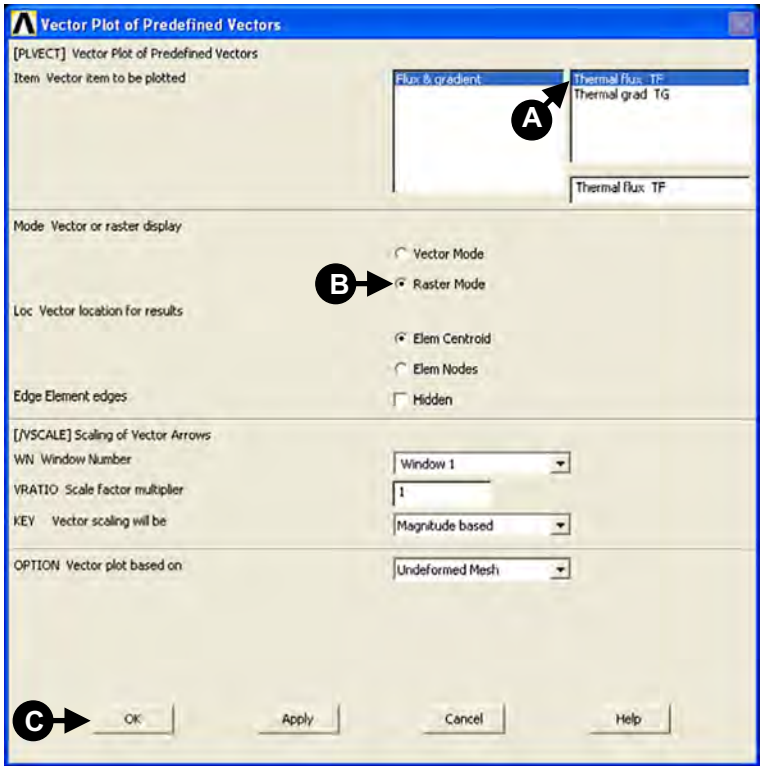 Vector Plot of Predefined Vectors
[PLVECT] Vector Plot of Predefined Vectors
Item Vector item to be plotted
Flux & gradient
Thermal flux TF
Thermal grad TG
A
Thermal flux TF
Mode Vector or raster display
Vector Mode
B
Raster Mode
Loc Vector location for results
Elem Centroid
Elem Nodes
Edge Element edges
Hidden
[/VSCALE] Scaling of Vector Arrows
WN Window Number
Window 1
VRATIO Scale factor multiplier
1
KEY Vector scaling will be
Magnitude based
OPTION Vector plot based on
Undeformed Mesh
C
OK
Apply
Cancel
Help